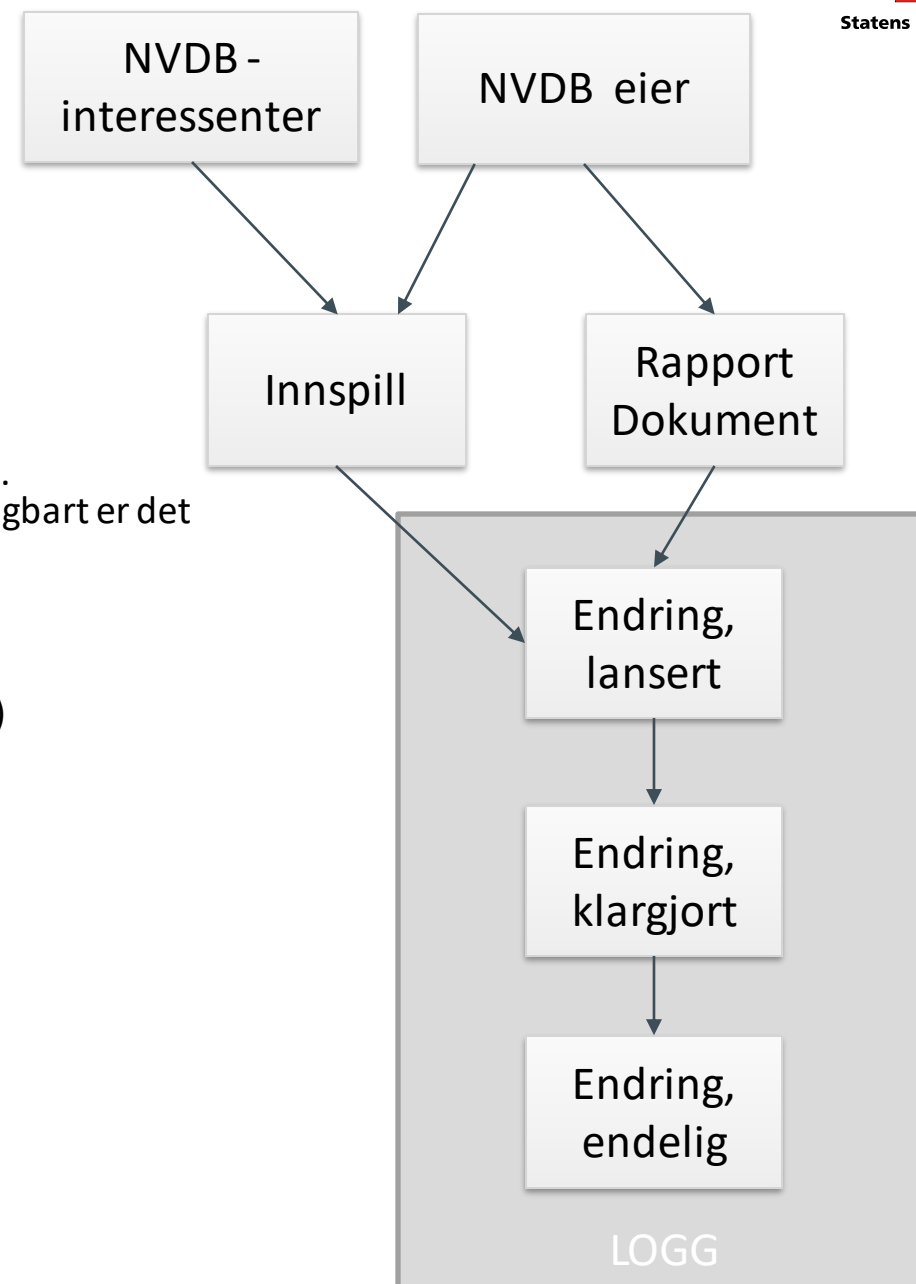 Statens
NVDB -
interessenter
NVDB eier
Innspill
Rapport
Dokument
.
gbart er det
)
Endring,
lansert
Endring,
klargjort
Endring,
endelig
LOGG